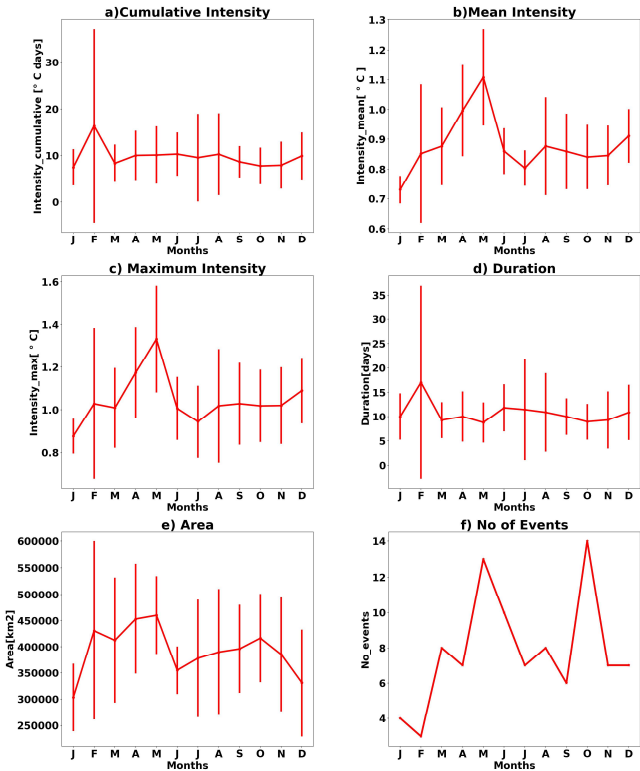 a)Cumulative Intensity
Intensity_cumulative [° C days]
30
20
10
0
J F M A M J J A S O N D
Months
b)Mean Intensity
Intensity_mean[ ° C ]
1.3
1.2
1.1
1.0
0.9
0.8
0.7
0.6
J F M A M J J A S O N D
Months
c) Maximum Intensity
Intensity_max[ ° C]
1.6
1.4
1.2
1.0
0.8
J F M A M J J A S O N D
Months
d) Duration
Duration[days]
35
30
25
20
15
10
5
0
J F M A M J J A S O N D
Months
e) Area
Area[km2]
600000
550000
500000
450000
400000
350000
300000
250000
J F M A M J J A S O N D
Months
f) No of Events
No_events
14
12
10
8
6
4
J F M A M J J A S O N D
Months